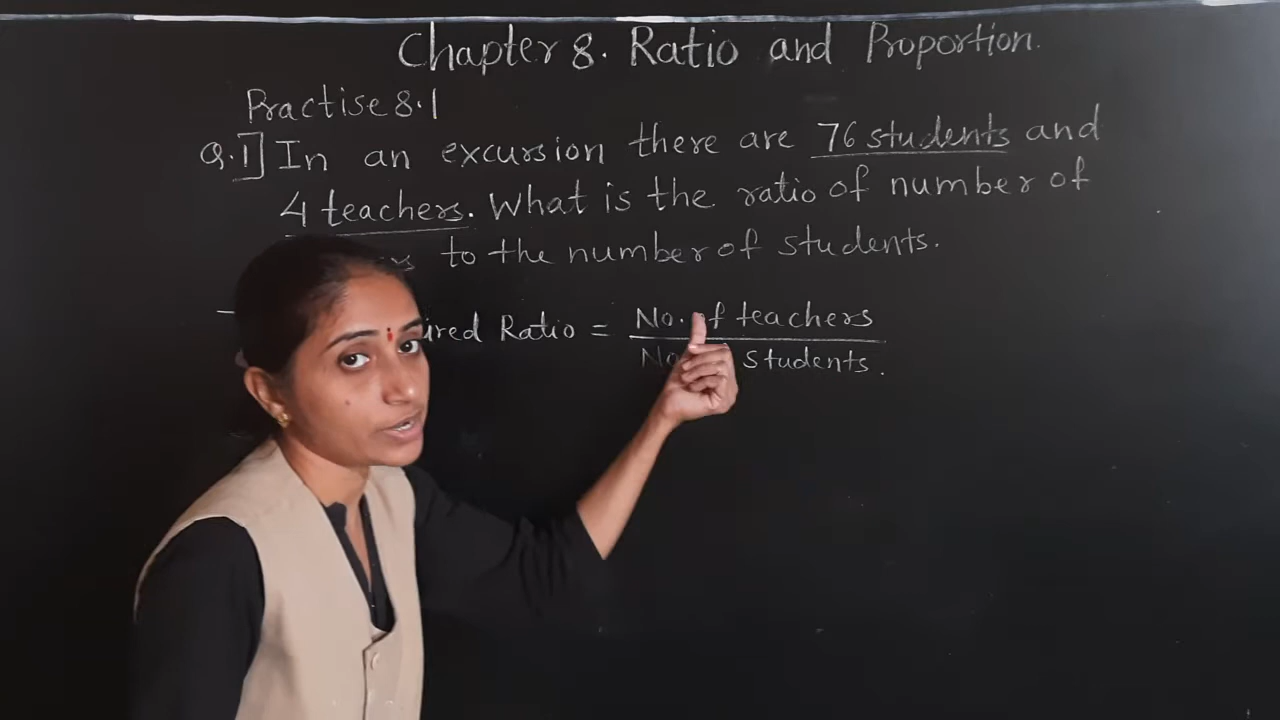 Chapter 8. Ratio and Proportion.
Practise 8.1
Q.1] In an excursion there are 76 students and
4 teachers. What is the ratio of number of
to the number of students.
Ratio = No. of teachers
students.